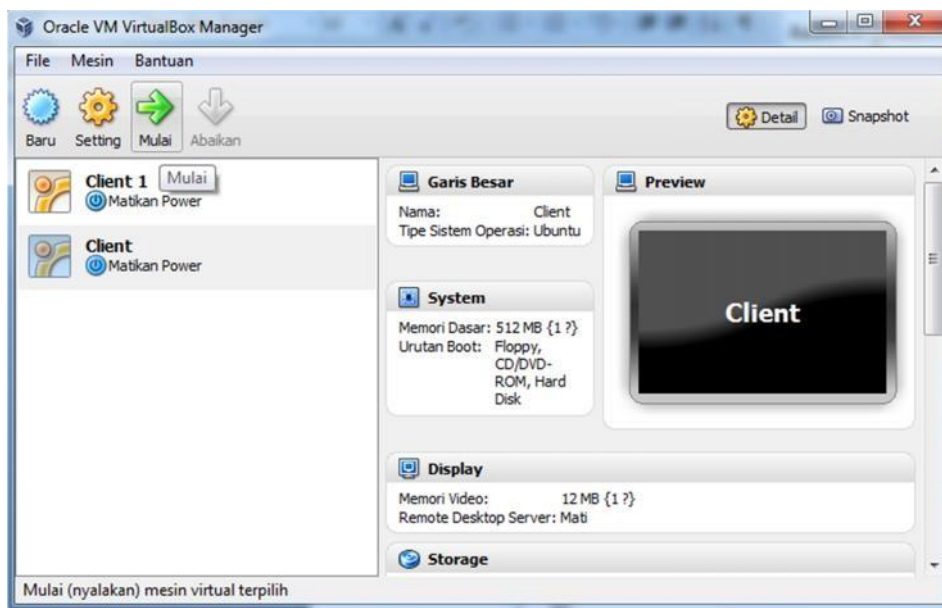 Oracle VM VirtualBox Manager
File Mesin Bantuan
Baru Setting Mulai Abaikan
Detail Snapshot
Client 1 Mulai
Matikan Power
Client
Matikan Power
Garis Besar
Nama: Client
Tipe Sistem Operasi: Ubuntu
System
Memori Dasar: 512 MB {1 ?}
Urutan Boot: Floppy,
CD/DVD-
ROM, Hard
Disk
Preview
Client
Display
Memori Video: 12 MB {1 ?}
Remote Desktop Server: Mati
Storage
Mulai (nyalakan) mesin virtual terpilih